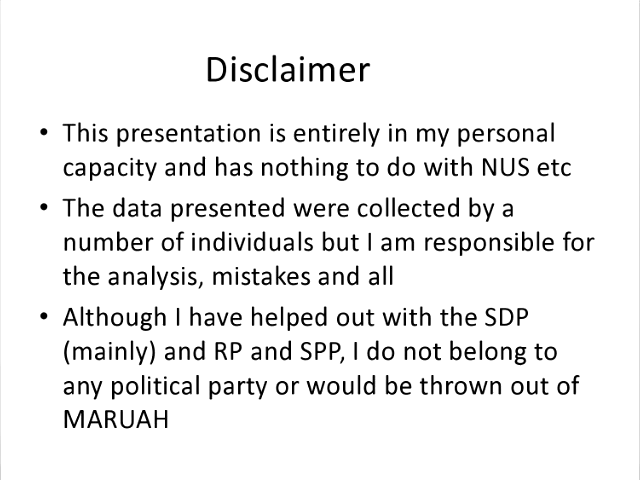 Disclaimer
• This presentation is entirely in my personal
capacity and has nothing to do with NUS etc
• The data presented were collected by a
number of individuals but I am responsible for
the analysis, mistakes and all
• Although I have helped out with the SDP
(mainly) and RP and SPP, I do not belong to
any political party or would be thrown out of
MARUAH